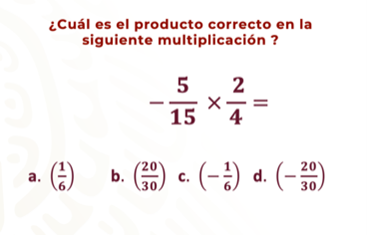 ¿Cuál es el producto correcto en la
siguiente multiplicación ?
− 5/15 × 2/4 =
a. (1/6) b. (20/30) c. (− 1/6) d. (− 20/30)